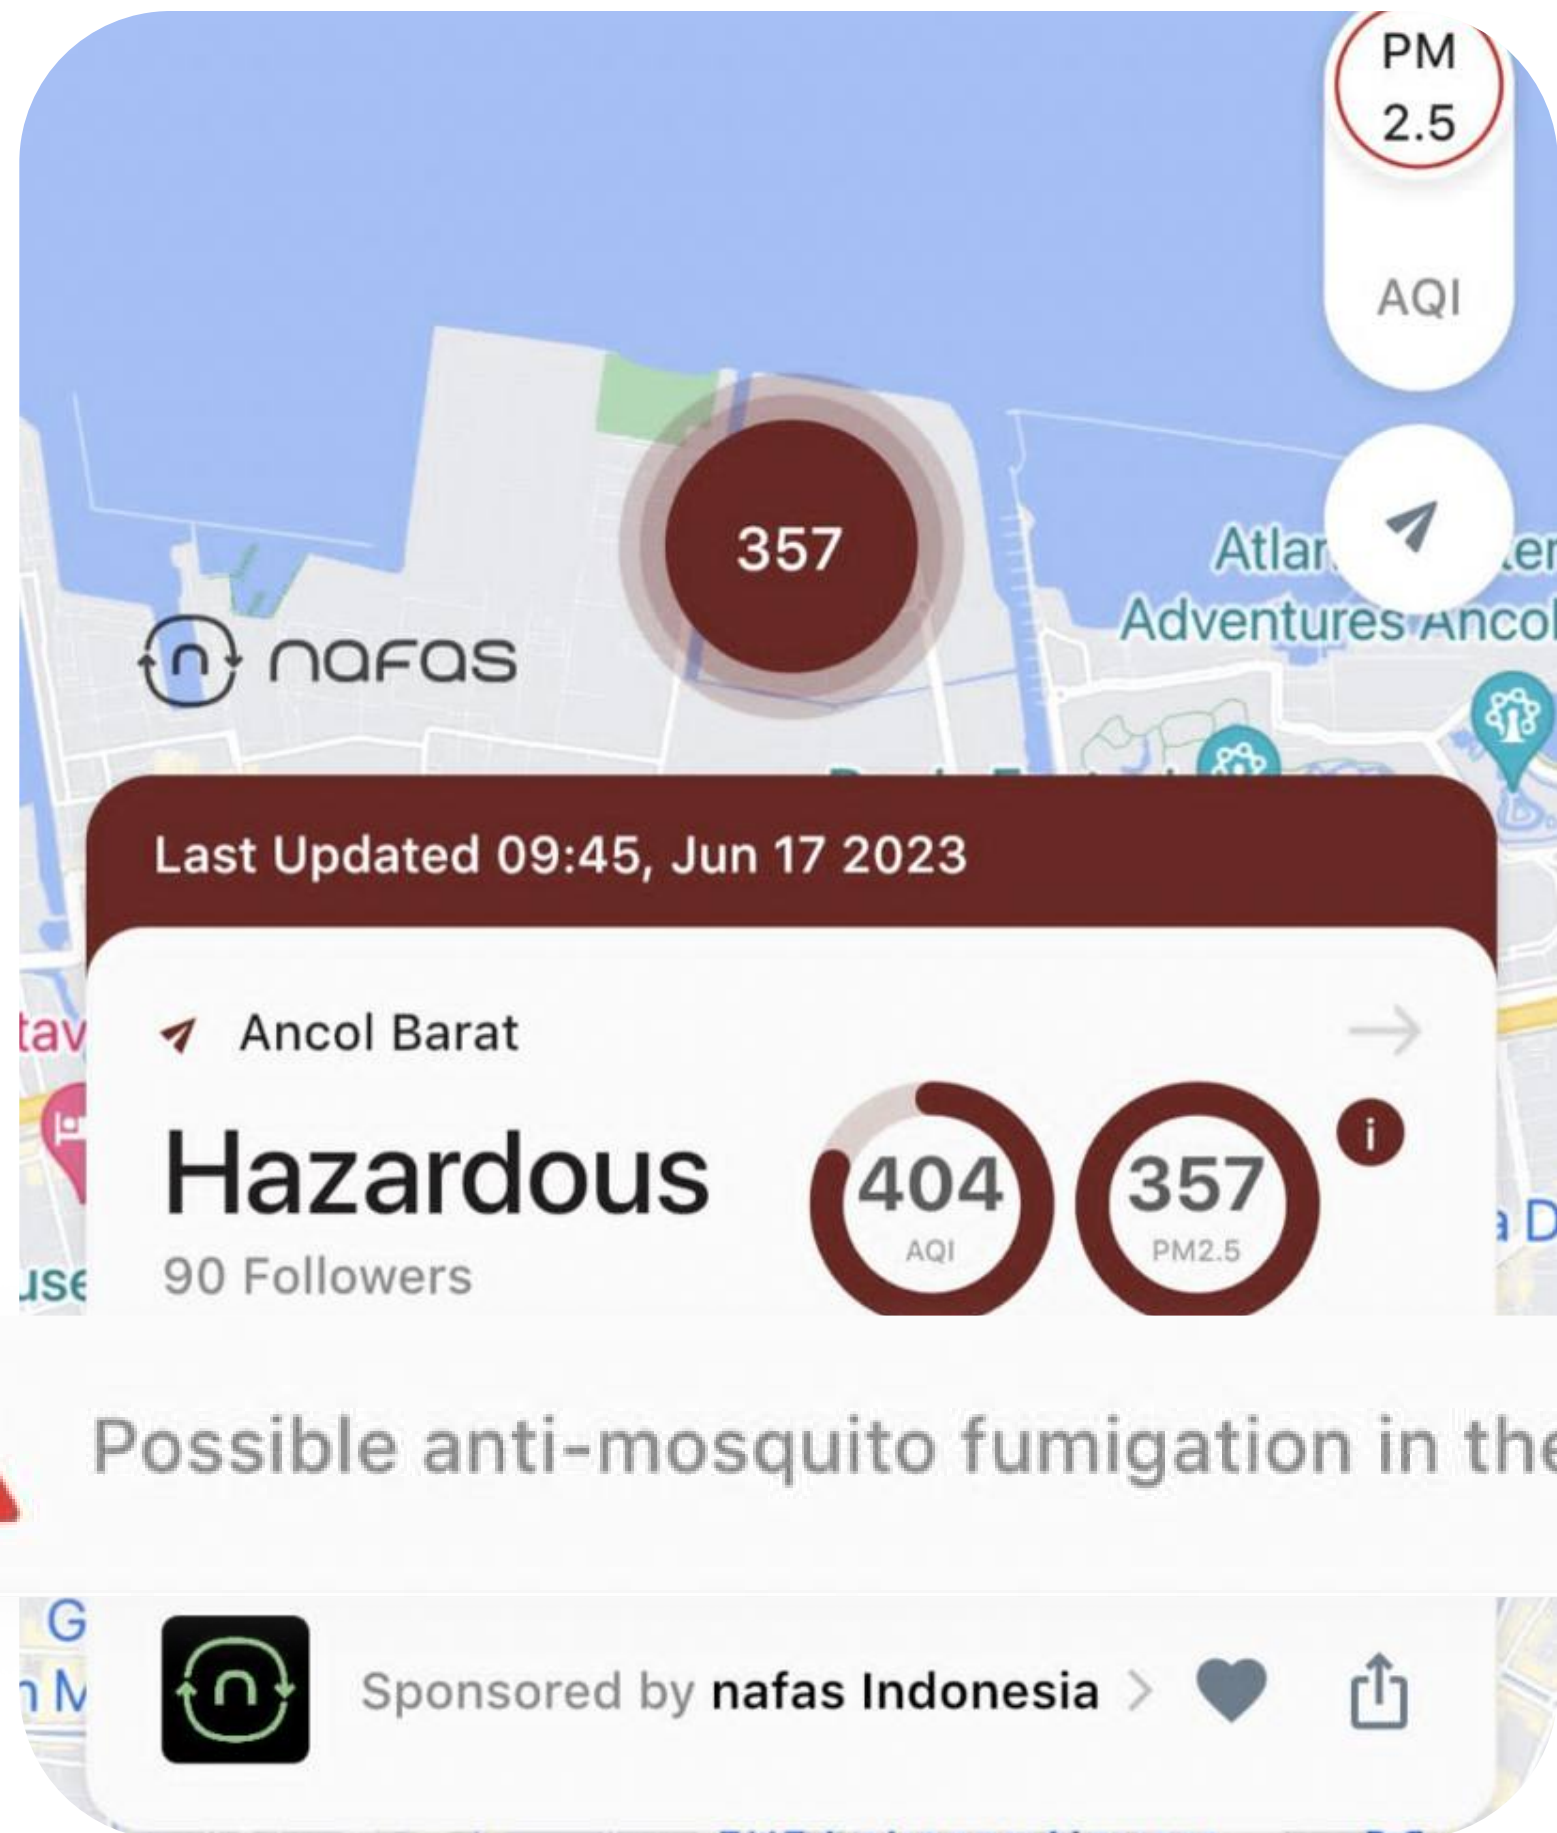 PM
2.5
AQI
357
Adventures Ancol
nafas
Last Updated 09:45, Jun 17 2023
Ancol Barat
Hazardous
404
AQI
357
PM2.5
i
90 Followers
Possible anti-mosquito fumigation in the
n
Sponsored by nafas Indonesia